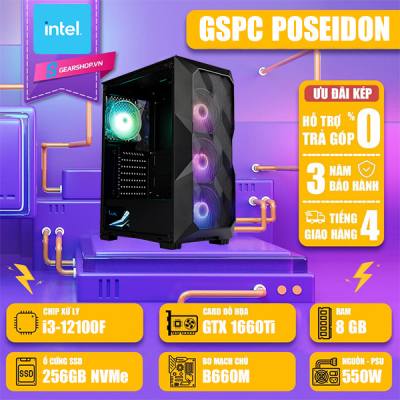 intel.
GEARSHOP.VN
GSPC POSEIDON
ƯU ĐÃI KÉP
HỖ TRỢ
TRẢ GÓP
0%
3 NĂM
BẢO HÀNH
TIẾNG
GIAO HÀNG 4
CHIP XỬ LÝ
i3-12100F
CARD ĐỒ HỌA
GTX 1660Ti
RAM
8 GB
Ổ CỨNG SSD
SSD
256GB NVMe
BO MẠCH CHỦ
B660M
NGUỒN - PSU
550W